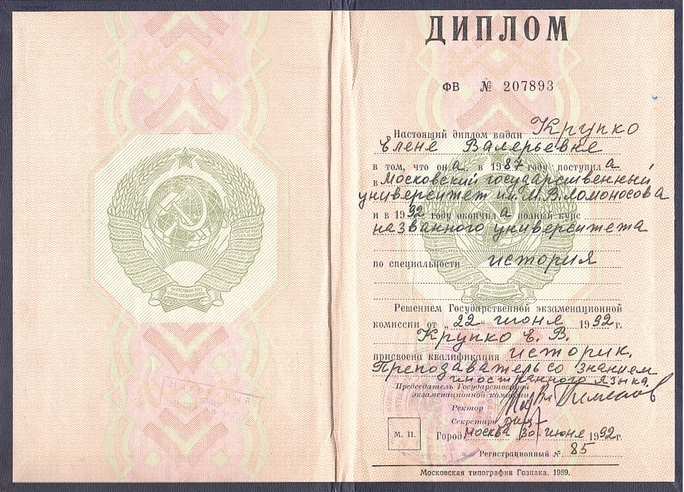 ДИПЛОМ
ФВ № 207893
Настоящий диплом выдан Крупко
Елене Валерьевне
в том, что она в 1987 году поступила
в Московский государственный
университет им. М.В. Ломоносова
и в 1992 году окончила полный курс
названного университета
по специальности история
Решением Государственной экзаменационной
комиссии от „22 июня 1992 г.
Крупко Е. В.
присвоена квалификация историк.
Преподаватель со знанием
иностранного языка.
Председатель Государственной
экзаменационной комиссии
Ректор
Секретарь
М. П.
Город Москва 30 июня 1992 г.
Регистрационный № 85
Московская типография Гознака. 1989.